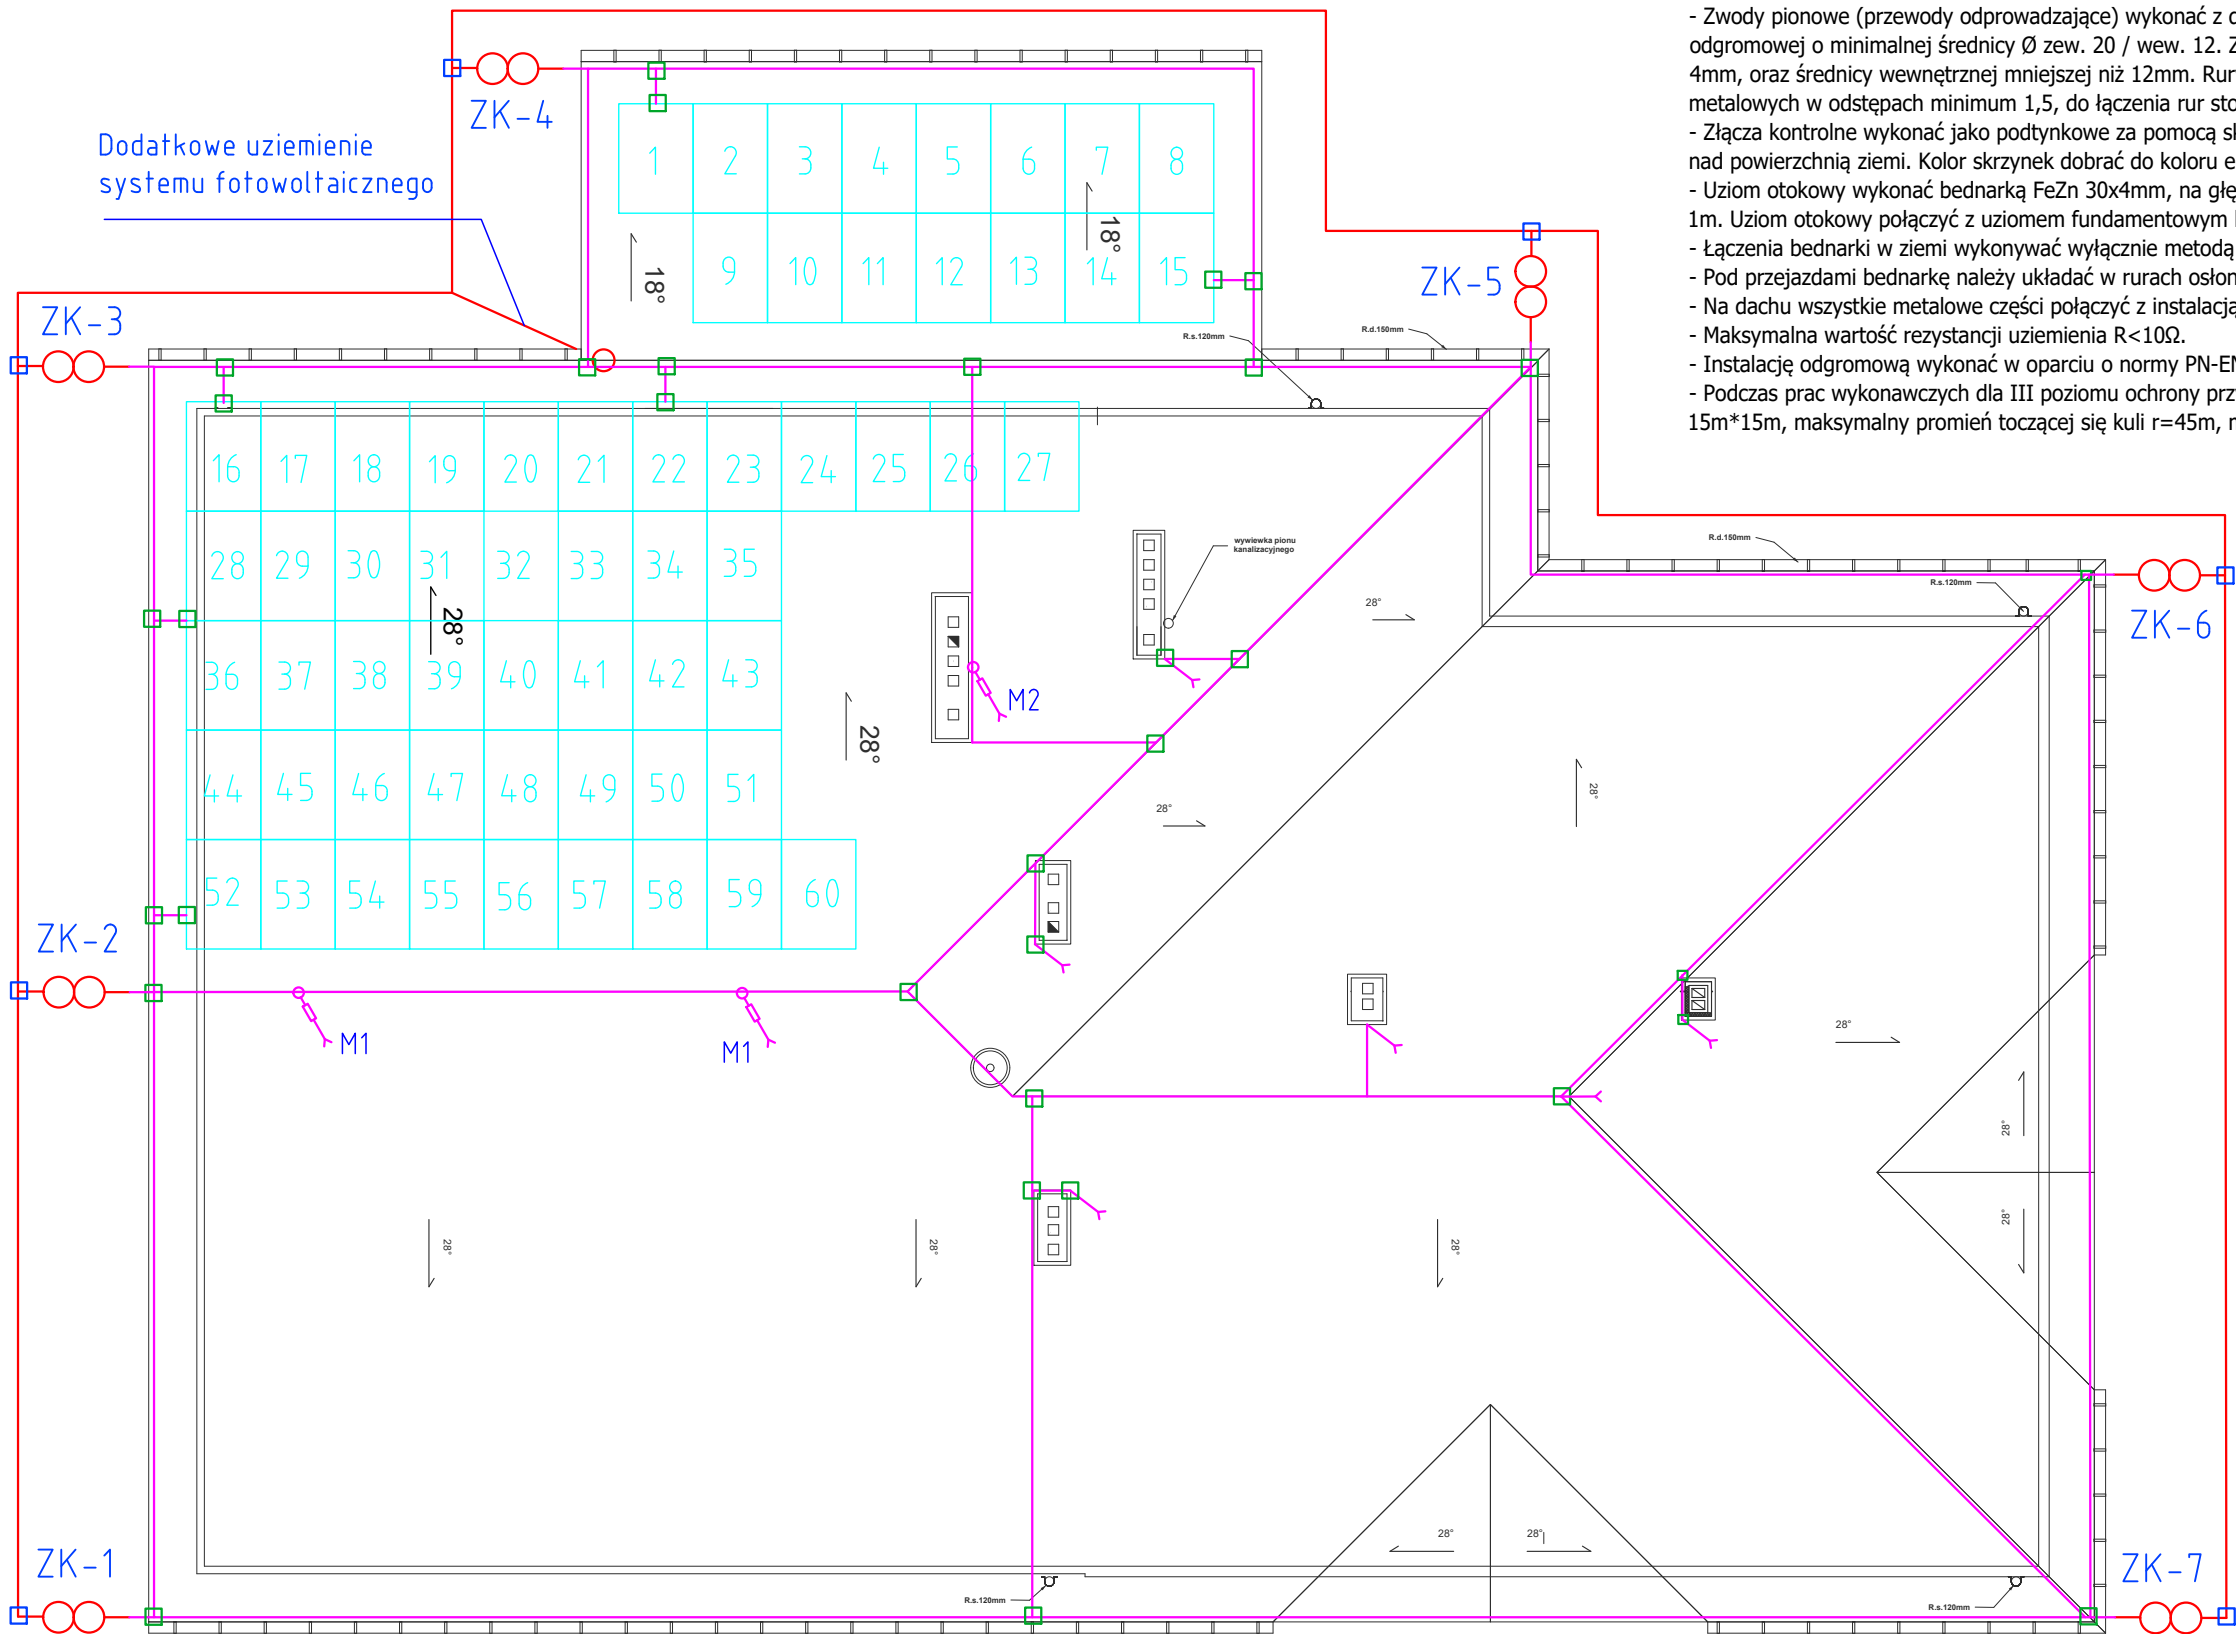 - Zwody pionowe (przewody odprowadzające) wykonać z
odgromowej o minimalnej średnicy Ø zew. 20 / wew. 12.
4mm, oraz średnicy wewnętrznej mniejszej niż 12mm. Rur
metalowych w odstępach minimum 1,5, do łączenia rur
- Złącza kontrolne wykonać jako podtynkowe za pomocą
nad powierzchnią ziemi. Kolor skrzynek dobrać do koloru
- Uziom otokowy wykonać bednarką FeZn 30x4mm, na
1m. Uziom otokowy połączyć z uziomem fundamentowym
- Łączenia bednarki w ziemi wykonywać wyłącznie metodą
- Pod przejazdami bednarkę należy układać w rurach
- Na dachu wszystkie metalowe części połączyć z instalacją
- Maksymalna wartość rezystancji uziemienia R<10Ω.
- Instalację odgromową wykonać w oparciu o normy PN-EN
- Podczas prac wykonawczych dla III poziomu ochrony
15m*15m, maksymalny promień toczącej się kuli r=45m,
ZK-4
Dodatkowe uziemienie
systemu fotowoltaicznego
1 2 3 4 5 6 7 8
18°
18°
9 10 11 12 13 14 15
ZK-5
ZK-3
R.s.120mm
R.d.150mm
16 17 18 19 20 21 22 23 24 25 26 27
28 29 30 31 32 33 34 35
wywiewka pionu
kanalizacyjnego
R.d.150mm
R.s.120mm
28°
28°
ZK-6
36 37 38 39 40 41 42 43
M2
28°
44 45 46 47 48 49 50 51
28°
28°
52 53 54 55 56 57 58 59 60
ZK-2
M1
M1
28°
28°
28°
28°
28°
28°
28°
28°
ZK-1
R.s.120mm
R.s.120mm
ZK-7